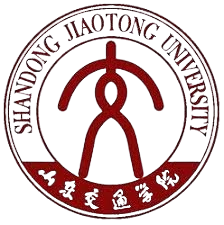 SHANDONG JIAOTONG UNIVERSITY
山东交通学院